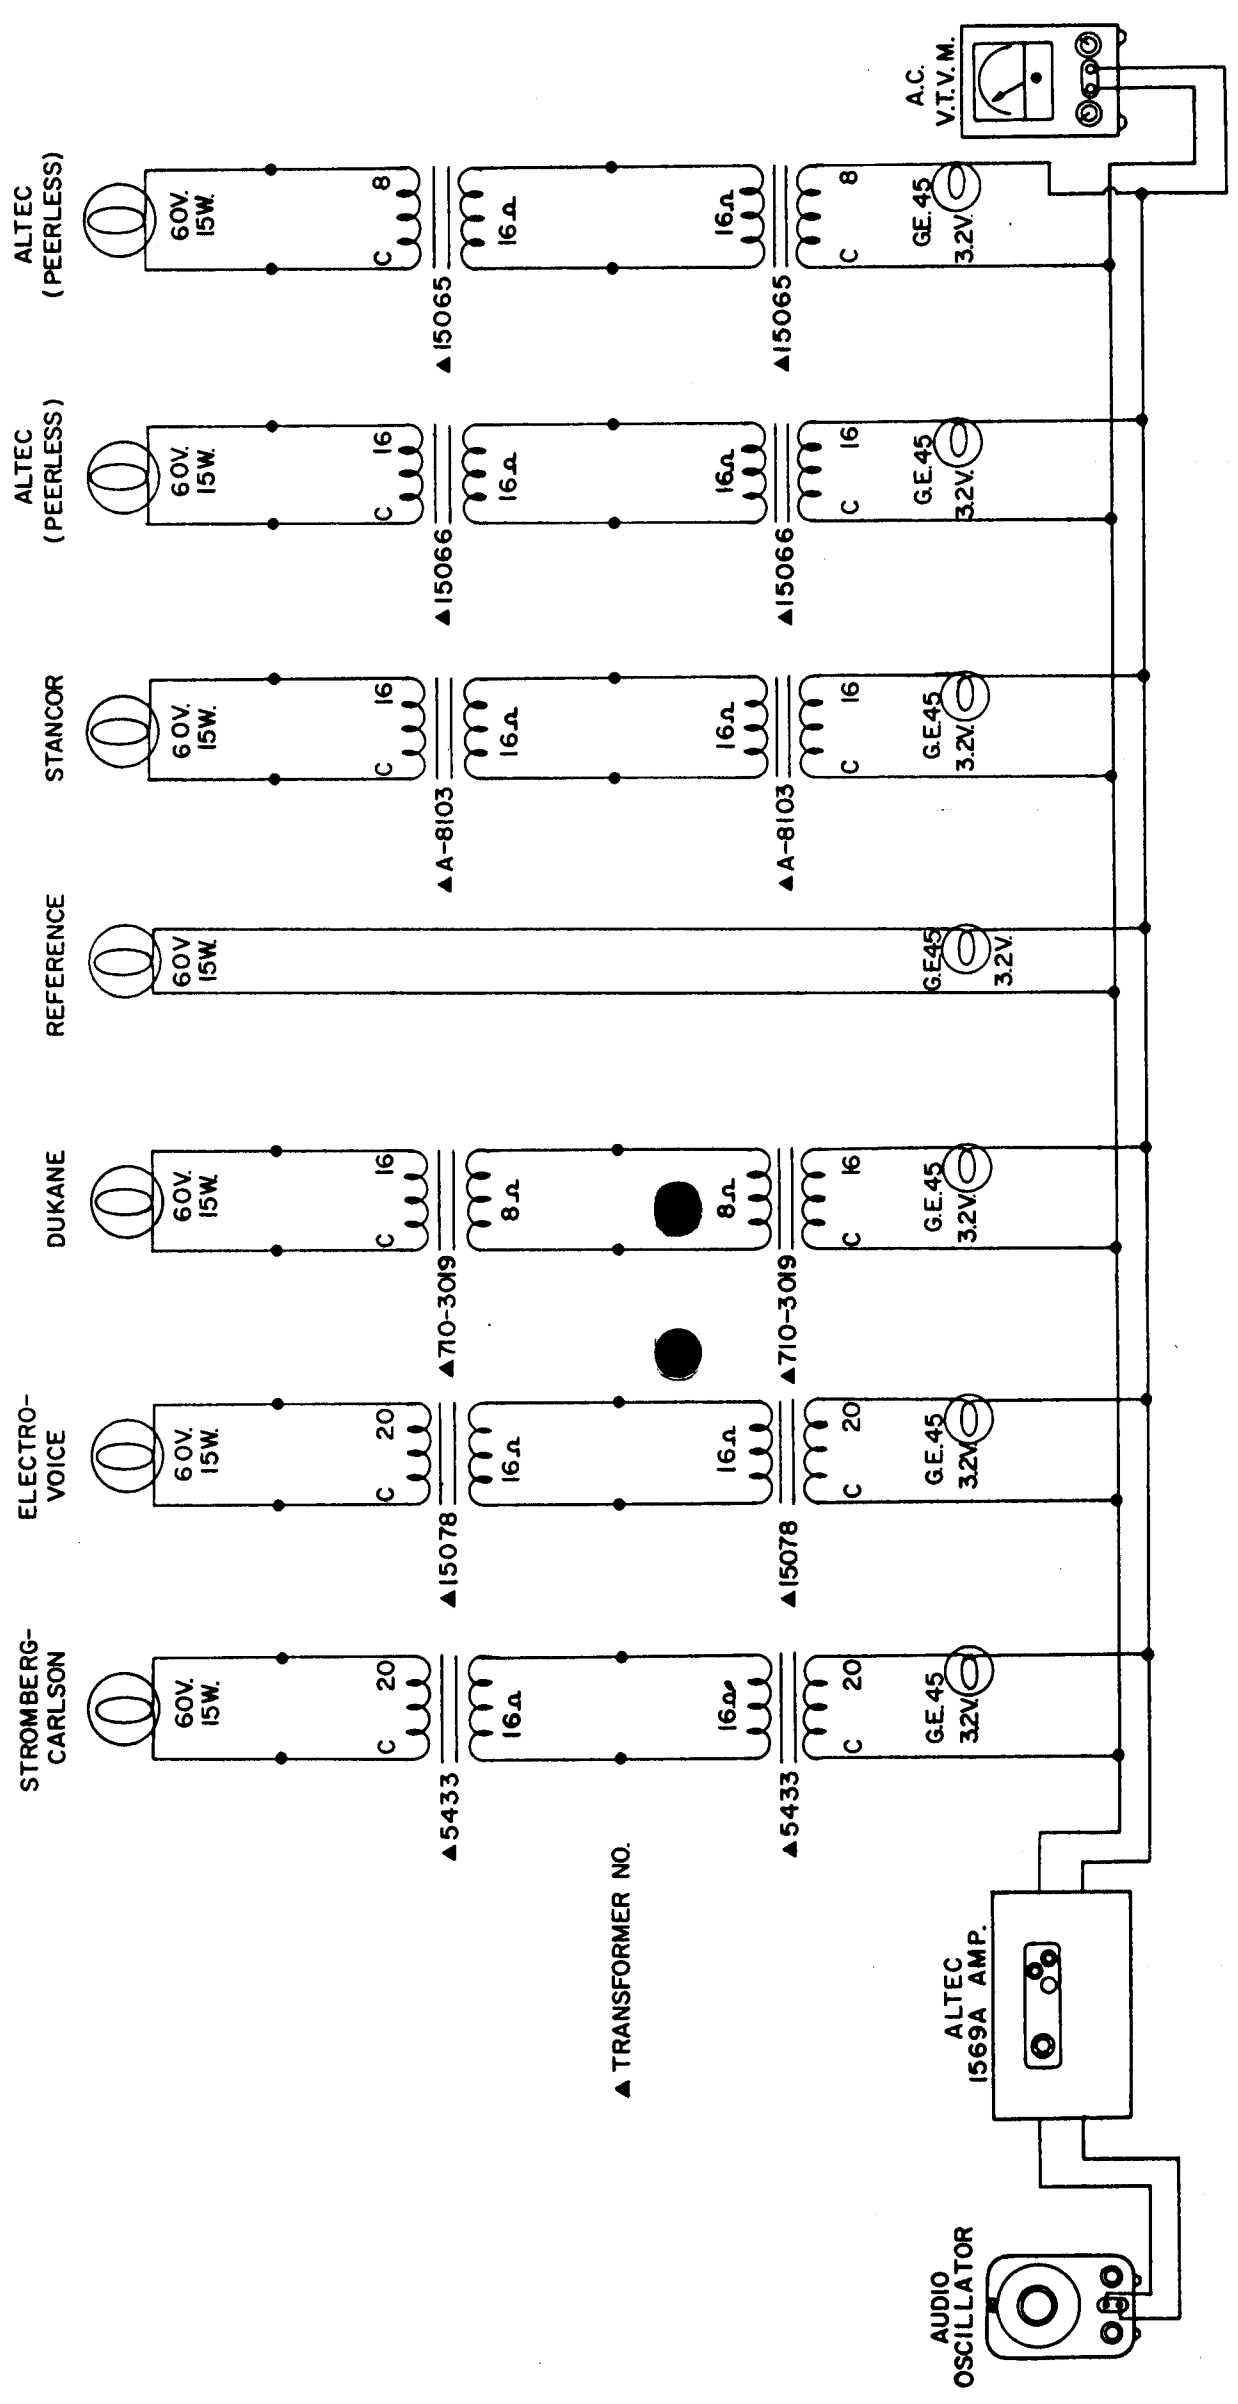 STROMBERG-
CARLSON
60V.
15W.
C
20
▲5433
16Ω
16Ω
▲5433
C
20
G.E.45
3.2V.
ELECTRO-
VOICE
60V.
15W.
C
20
▲15078
16Ω
16Ω
▲15078
C
20
G.E.45
3.2V.
DUKANE
60V.
15W.
C
16
▲710-3019
8Ω
8Ω
▲710-3019
C
16
G.E.45
3.2V.
REFERENCE
60V
15W.
G.E.45
3.2V.
STANCOR
60V.
15W.
C
16
▲A-8103
16Ω
16Ω
▲A-8103
C
16
G.E.45
3.2V.
ALTEC
(PEERLESS)
60V.
15W.
C
16
▲15066
16Ω
16Ω
▲15066
C
16
G.E.45
3.2V.
ALTEC
(PEERLESS)
60V.
15W.
C
8
▲15065
16Ω
16Ω
▲15065
C
8
G.E.45
3.2V.
▲TRANSFORMER NO.
AUDIO
OSCILLATOR
ALTEC
1569A AMP.
A.C.
V.T.V.M.